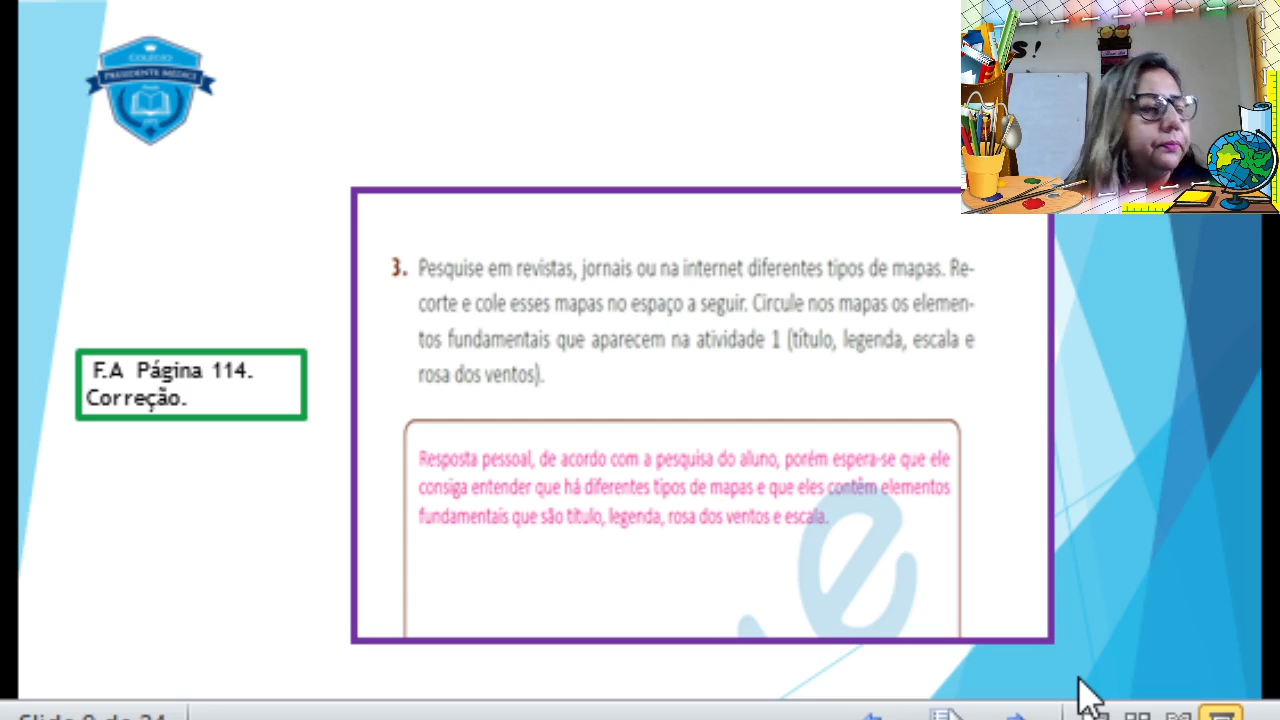 COLÉGIO
PRESIDENTE MÉDICI
S!
3. Pesquise em revistas, jornais ou na internet diferentes tipos de mapas. Re-
corte e cole esses mapas no espaço a seguir. Circule nos mapas os elemen-
tos fundamentais que aparecem na atividade 1 (título, legenda, escala e
rosa dos ventos).
F.A Página 114.
Correção.
Resposta pessoal, de acordo com a pesquisa do aluno, porém espera-se que ele
consiga entender que há diferentes tipos de mapas e que eles contêm elementos
fundamentais que são título, legenda, rosa dos ventos e escala.
e